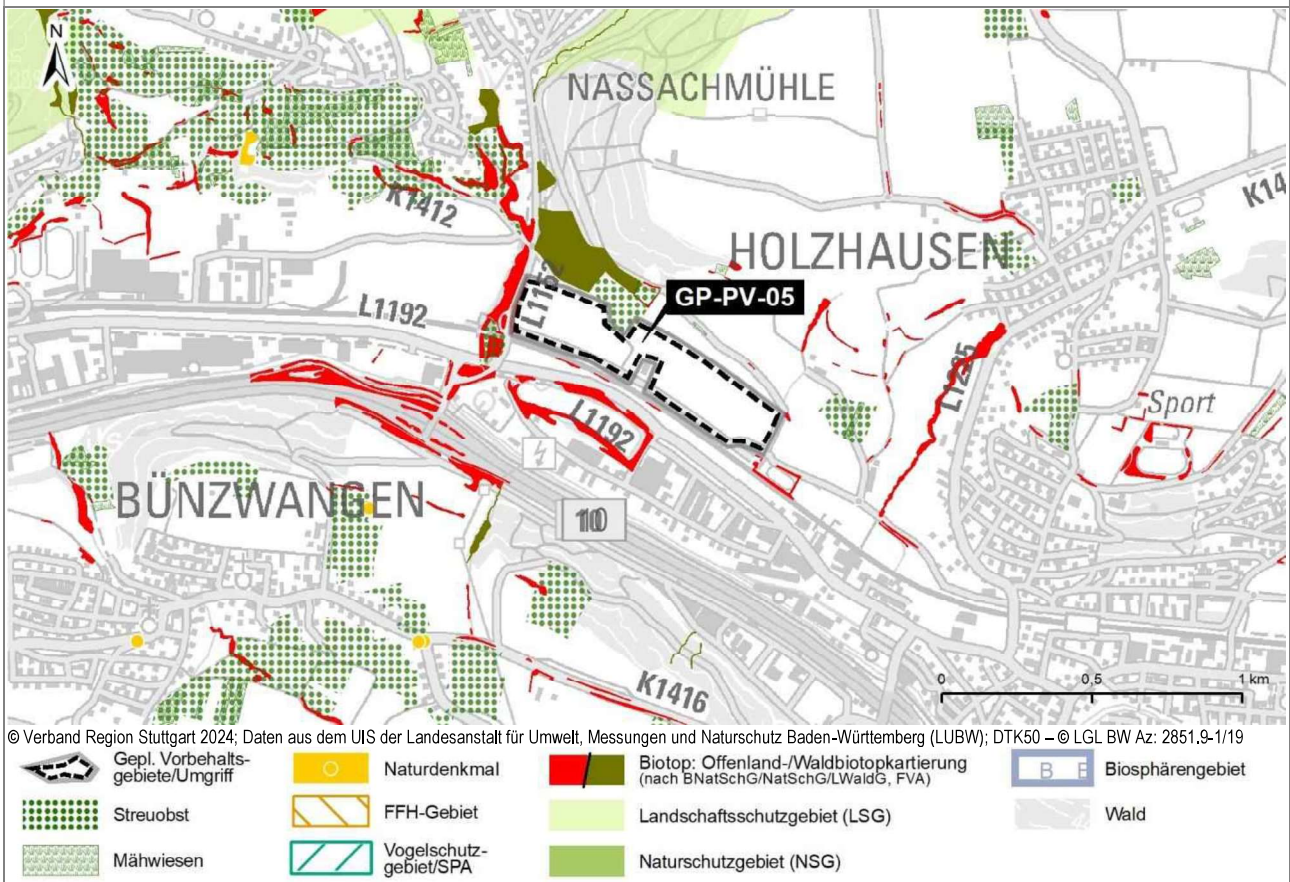 N
NASSACHMÜHLE
K1412
K14
HOLZHAUSEN
L1152
GP-PV-05
L1192
L1225
L1192
Sport
BÜNZWANGEN
10
K1416
0 0,5 1 km
© Verband Region Stuttgart 2024; Daten aus dem UIS der Landesanstalt für Umwelt, Messungen und Naturschutz Baden-Württemberg (LUBW); DTK50 – © LGL BW Az: 2851.9-1/19
Gepl. Vorbehalts-
gebiete/Umgriff
Streuobst
Mähwiesen
Naturdenkmal
FFH-Gebiet
Vogelschutz-
gebiet/SPA
Biotop: Offenland-/Waldbiotopkartierung
(nach BNatSchG/NatSchG/LWaldG, FVA)
Landschaftsschutzgebiet (LSG)
Naturschutzgebiet (NSG)
B B
Biosphärengebiet
Wald